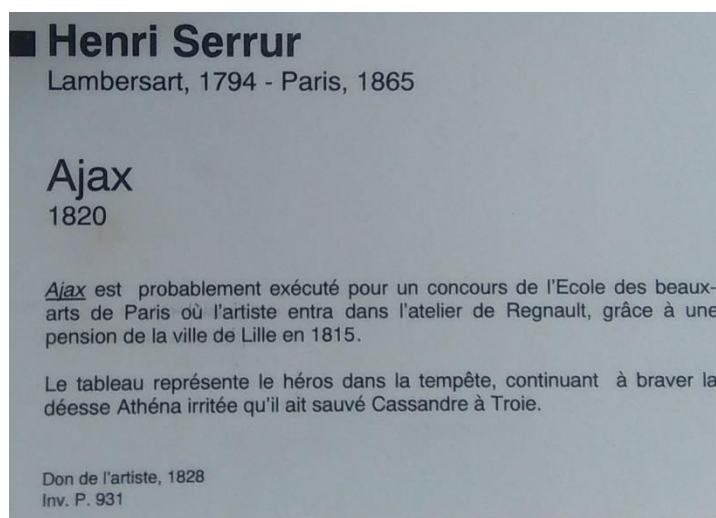 Henri Serrur
Lambersart, 1794 - Paris, 1865
Ajax
1820
Ajax est probablement exécuté pour un concours de l'Ecole des beaux-
arts de Paris où l'artiste entra dans l'atelier de Regnault, grâce à une
pension de la ville de Lille en 1815.
Le tableau représente le héros dans la tempête, continuant à braver la
déesse Athéna irritée qu'il ait sauvé Cassandre à Troie.
Don de l'artiste, 1828
Inv. P. 931